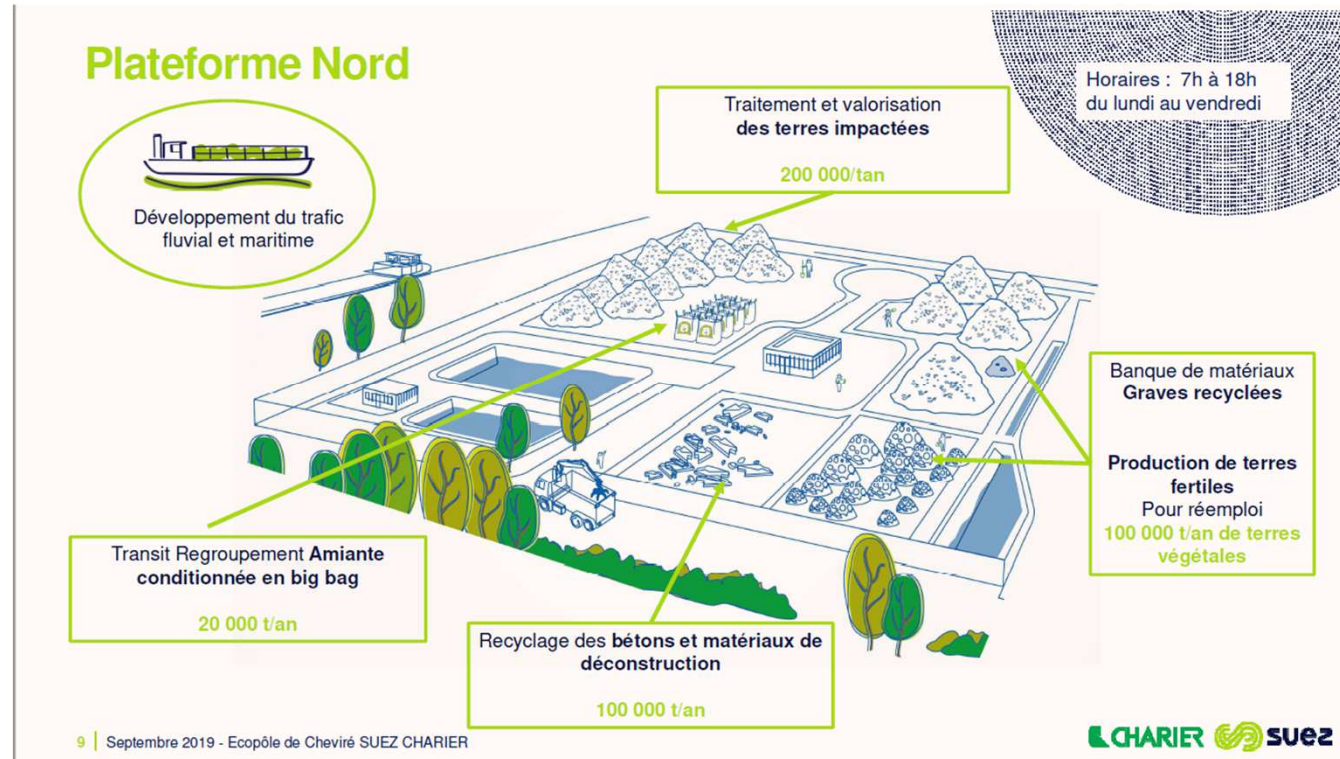 Plateforme Nord
Développement du trafic
fluvial et maritime
Traitement et valorisation
des terres impactées
200 000/tan
Horaires : 7h à 18h
du lundi au vendredi
Banque de matériaux
Graves recyclées
Production de terres
fertiles
Pour réemploi
100 000 t/an de terres
végétales
Transit Regroupement Amiante
conditionnée en big bag
20 000 t/an
Recyclage des bétons et matériaux de
déconstruction
100 000 t/an
9 | Septembre 2019 - Ecopôle de Cheviré SUEZ CHARIER
CHARIER suez